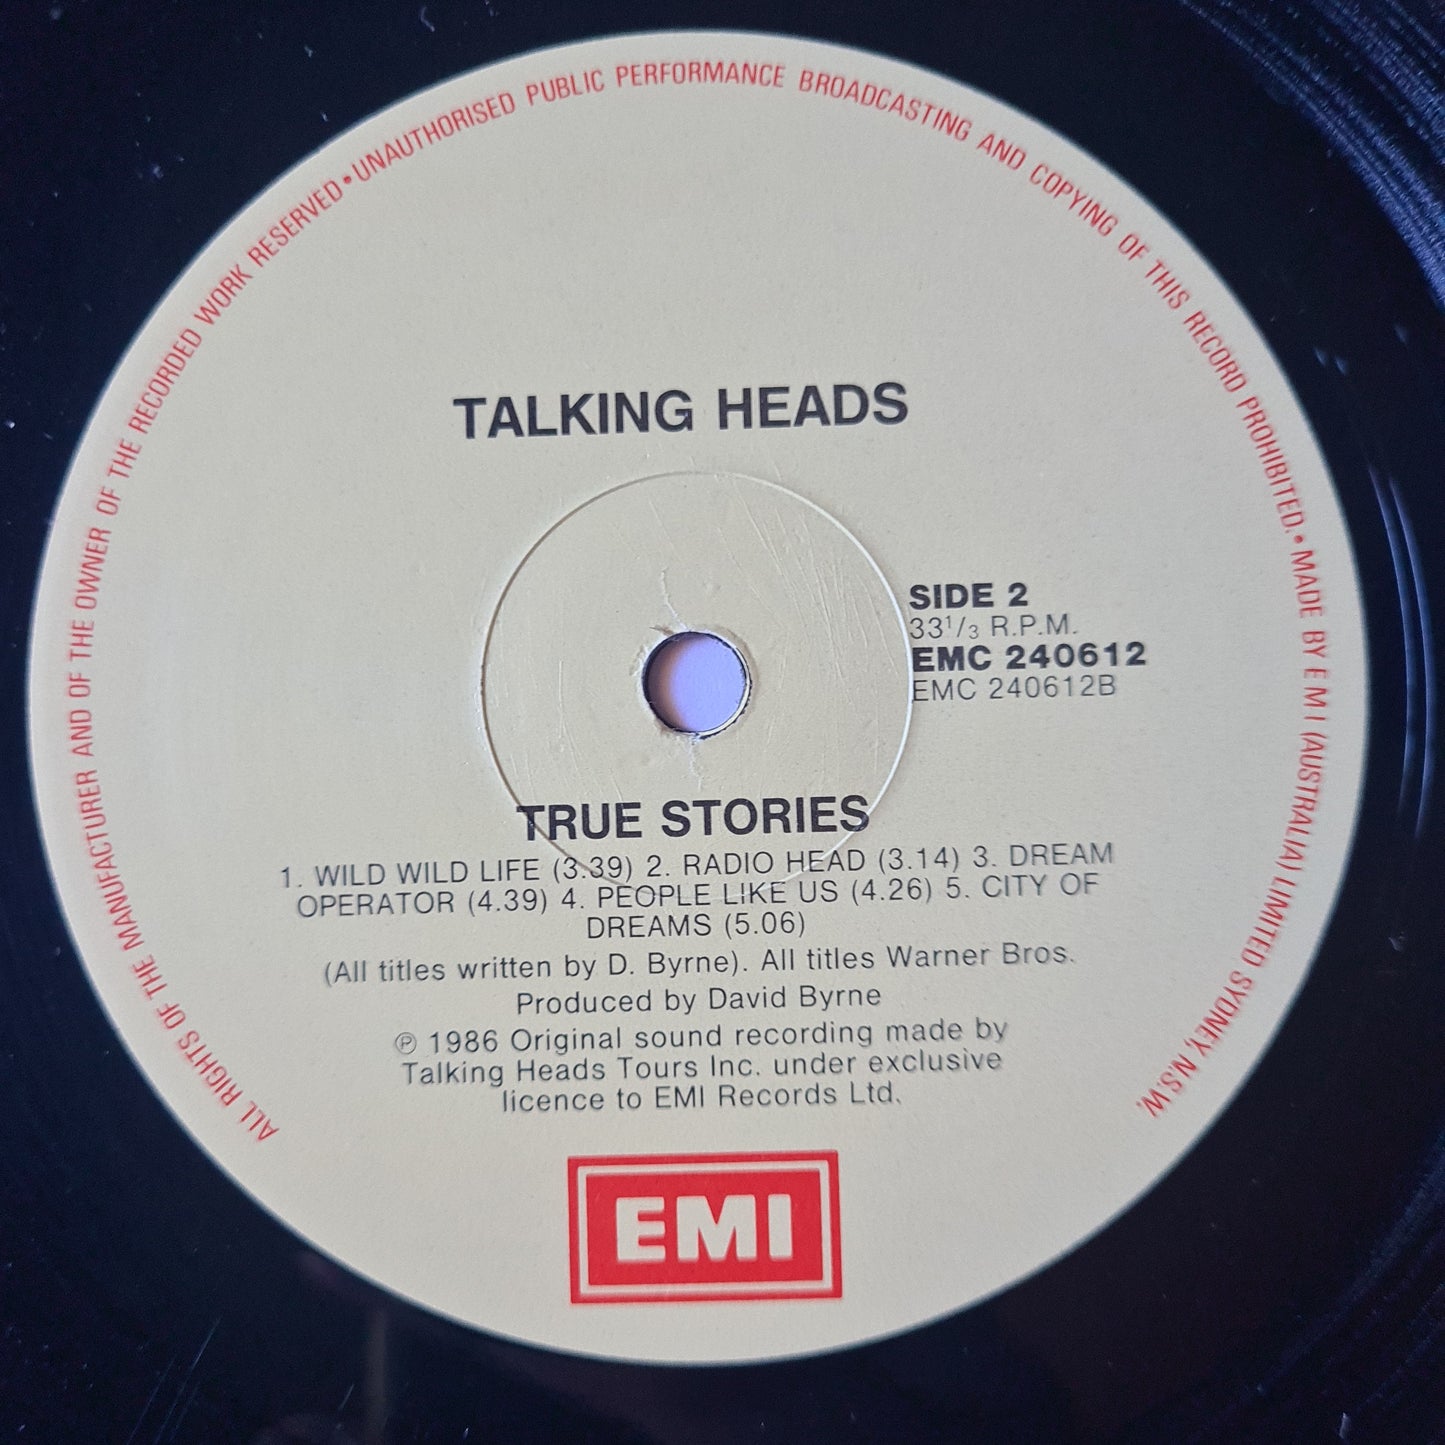 ALL RIGHTS OF THE MANUFACTURER AND OF THE OWNER OF THE RECORDED WORK RESERVED • UNAUTHORISED PUBLIC PERFORMANCE BROADCASTING AND COPYING OF THIS RECORD PROHIBITED. • MADE BY E M I (AUSTRALIA) LIMITED SYDNEY, N.S.W.
TALKING HEADS
SIDE 2
33 1/3 R.P.M.
EMC 240612
EMC 240612B
TRUE STORIES
1. WILD WILD LIFE (3.39) 2. RADIO HEAD (3.14) 3. DREAM
OPERATOR (4.39) 4. PEOPLE LIKE US (4.26) 5. CITY OF
DREAMS (5.06)
(All titles written by D. Byrne). All titles Warner Bros.
Produced by David Byrne
℗ 1986 Original sound recording made by
Talking Heads Tours Inc. under exclusive
licence to EMI Records Ltd.
EMI